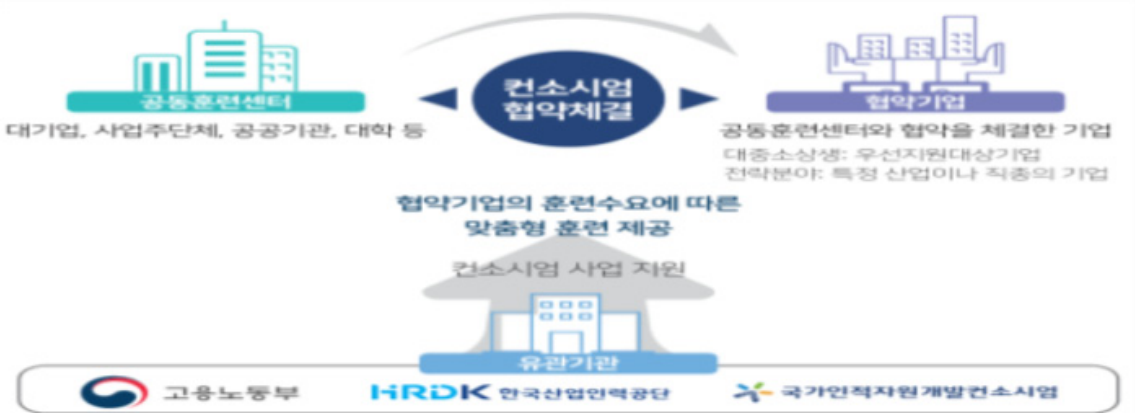 컨소시엄
협약체결
공동훈련센터
대기업, 사업주단체, 공공기관, 대학 등
협약기업
공동훈련센터와 협약을 체결한 기업
대중소상생: 우선지원대상기업
전략분야: 특정 산업이나 직종의 기업
협약기업의 훈련수요에 따른
맞춤형 훈련 제공
컨소시엄 사업 지원
유관기관
고용노동부
HRDK 한국산업인력공단
국가인적자원개발컨소시엄